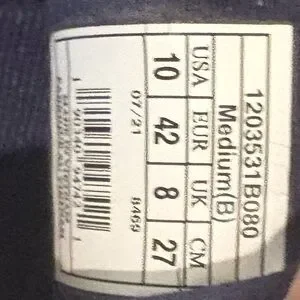 1203531B080
Medium(B)
USA EUR UK CM
10 42 8 27
07/21 8469